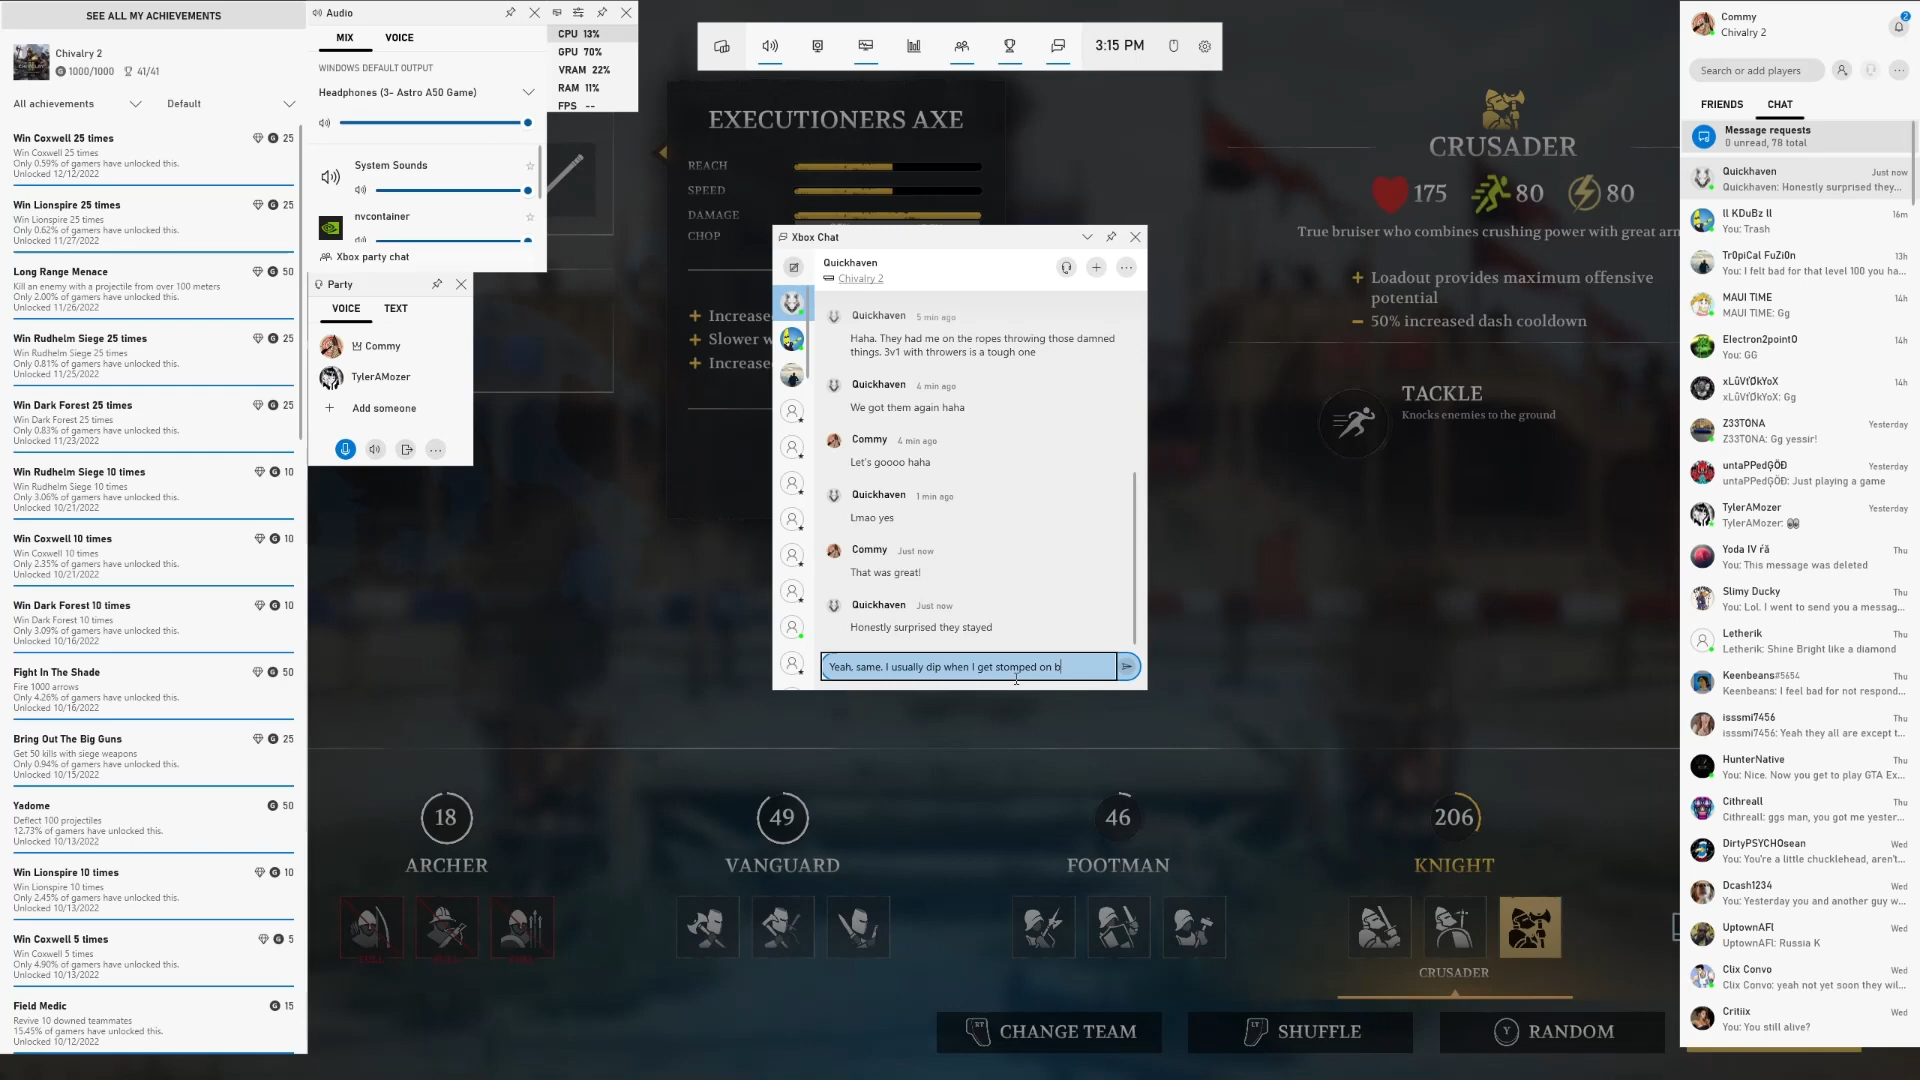 SEE ALL MY ACHIEVEMENTS
Chivalry 2
1000/1000 41/41
All achievements Default
Win Coxwell 25 times 25
Win Coxwell 25 times
Only 0.59% of gamers have unlocked this.
Unlocked 12/12/2022
Win Lionspire 25 times 25
Win Lionspire 25 times
Only 0.62% of gamers have unlocked this.
Unlocked 11/27/2022
Long Range Menace 50
Kill an enemy with a projectile from over 100 meters
Only 2.00% of gamers have unlocked this.
Unlocked 11/26/2022
Win Rudhelm Siege 25 times 25
Win Rudhelm Siege 25 times
Only 0.81% of gamers have unlocked this.
Unlocked 11/25/2022
Win Dark Forest 25 times 25
Win Dark Forest 25 times
Only 0.83% of gamers have unlocked this.
Unlocked 11/23/2022
Win Rudhelm Siege 10 times 10
Win Rudhelm Siege 10 times
Only 3.06% of gamers have unlocked this.
Unlocked 10/21/2022
Win Coxwell 10 times 10
Win Coxwell 10 times
Only 2.35% of gamers have unlocked this.
Unlocked 10/21/2022
Win Dark Forest 10 times 10
Win Dark Forest 10 times
Only 3.09% of gamers have unlocked this.
Unlocked 10/16/2022
Fight In The Shade 50
Fire 1000 arrows
Only 4.26% of gamers have unlocked this.
Unlocked 10/16/2022
Bring Out The Big Guns 25
Get 50 kills with siege weapons
Only 0.94% of gamers have unlocked this.
Unlocked 10/15/2022
Yadome 50
Deflect 100 projectiles
12.73% of gamers have unlocked this.
Unlocked 10/13/2022
Win Lionspire 10 times 10
Win Lionspire 10 times
Only 2.45% of gamers have unlocked this.
Unlocked 10/13/2022
Win Coxwell 5 times 5
Win Coxwell 5 times
Only 4.90% of gamers have unlocked this.
Unlocked 10/13/2022
Field Medic 15
Revive 10 downed teammates
15.45% of gamers have unlocked this.
Unlocked 10/12/2022
Audio
MIX VOICE
WINDOWS DEFAULT OUTPUT
Headphones (3- Astro A50 Game)
System Sounds
nvcontainer
Xbox party chat
CPU 13%
GPU 70%
VRAM 22%
RAM 11%
FPS --
Party
VOICE TEXT
Commy
TylerAMozer
Add someone
3:15 PM
EXECUTIONERS AXE
REACH
SPEED
DAMAGE
CHOP
Increase
Slower w
Increase
Xbox Chat
Quickhaven
Chivalry 2
Quickhaven 5 min ago
Haha. They had me on the ropes throwing those damned
things. 3v1 with throwers is a tough one
Quickhaven 4 min ago
We got them again haha
Commy 4 min ago
Let's goooo haha
Quickhaven 1 min ago
Lmao yes
Commy Just now
That was great!
Quickhaven Just now
Honestly surprised they stayed
Yeah, same. I usually dip when I get stomped on b
CRUSADER
175 80 80
True bruiser who combines crushing power with great arm
Loadout provides maximum offensive
potential
50% increased dash cooldown
TACKLE
Knocks enemies to the ground
18 49 46 206
ARCHER VANGUARD FOOTMAN KNIGHT
FULL FULL FULL
CRUSADER
RT CHANGE TEAM LT SHUFFLE Y RANDOM
Commy
Chivalry 2
2
Search or add players
FRIENDS CHAT
Message requests
0 unread, 78 total
Quickhaven Just now
Quickhaven: Honestly surprised they...
ll KDuBz ll 16m
You: Trash
Tr0piCal FuZi0n 13h
You: I felt bad for that level 100 you ha...
MAUI TIME 14h
MAUI TIME: Gg
Electron2pointO 14h
You: GG
xLûVťØkYoX 14h
xLûVťØkYoX: Gg
Z33TONA Yesterday
Z33TONA: Gg yessir!
untaPPedĢÖĐ Yesterday
untaPPedĢÖĐ: Just playing a game
TylerAMozer Yesterday
TylerAMozer: 👀
Yoda IV ŕã Thu
You: This message was deleted
Slimy Ducky Thu
You: Lol. I went to send you a messag...
Letherik Thu
Letherik: Shine Bright like a diamond
Keenbeans#5654 Thu
Keenbeans: I feel bad for not respond...
isssmi7456 Thu
isssmi7456: Yeah they all are except t...
HunterNative Thu
You: Nice. Now you get to play GTA Ex...
Cithreall Thu
Cithreall: ggs man, you got me yester...
DirtyPSYCHOsean Wed
You: You're a little chucklehead, aren't...
Dcash1234 Wed
You: Yesterday you and another guy w...
UptownAFl Wed
UptownAFl: Russia K
Clix Convo Wed
Clix Convo: yeah not yet soon they wil...
Critiix Wed
You: You still alive?